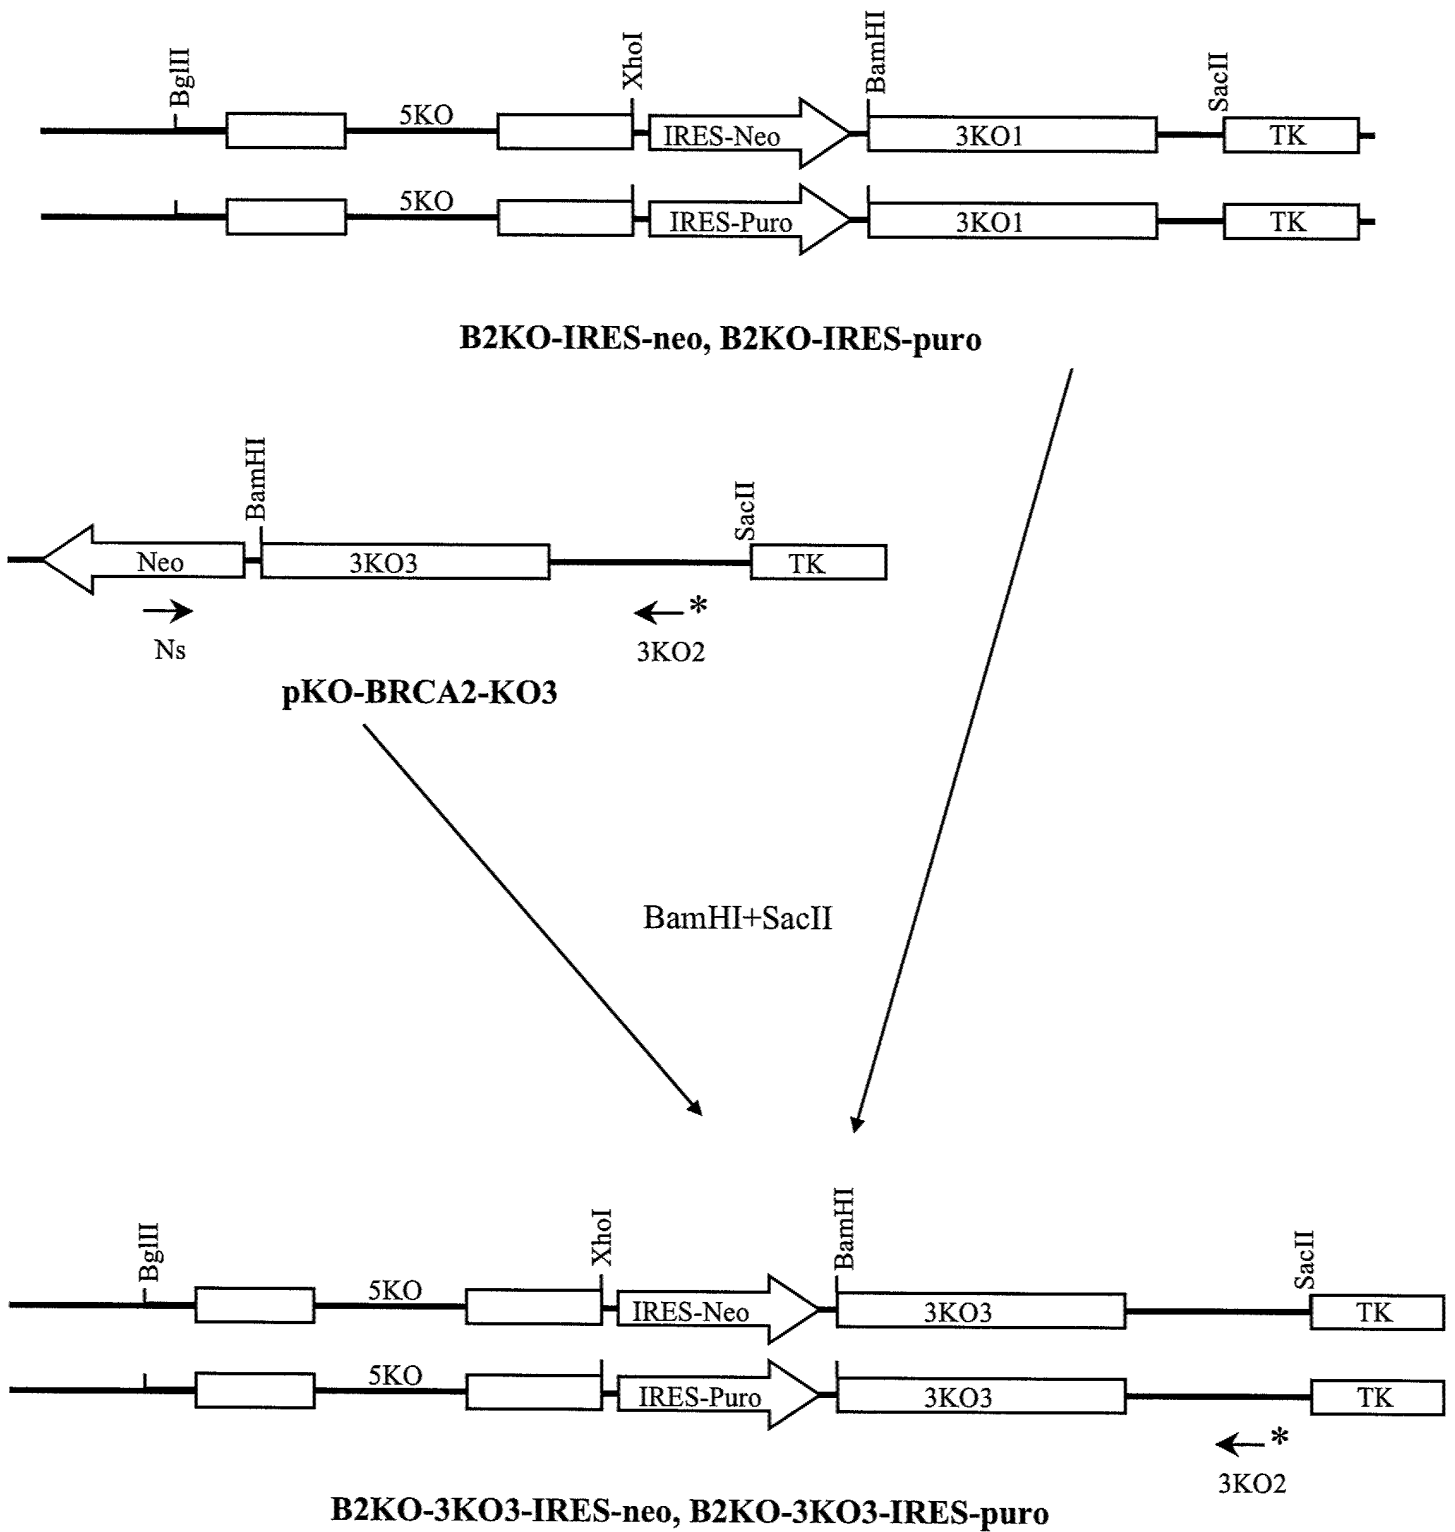 BglII
XhoI
BamHI
SacII
5KO
IRES-Neo
3KO1
TK
5KO
IRES-Puro
3KO1
TK
B2KO-IRES-neo, B2KO-IRES-puro
BamHI
SacII
Neo
3KO3
TK
*
Ns
3KO2
pKO-BRCA2-KO3
BamHI+SacII
BglII
XhoI
BamHI
SacII
5KO
IRES-Neo
3KO3
TK
5KO
IRES-Puro
3KO3
TK
*
3KO2
B2KO-3KO3-IRES-neo, B2KO-3KO3-IRES-puro